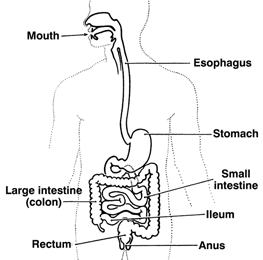 Mouth
Esophagus
Stomach
Small
intestine
Large intestine
(colon)
Ileum
Rectum
Anus